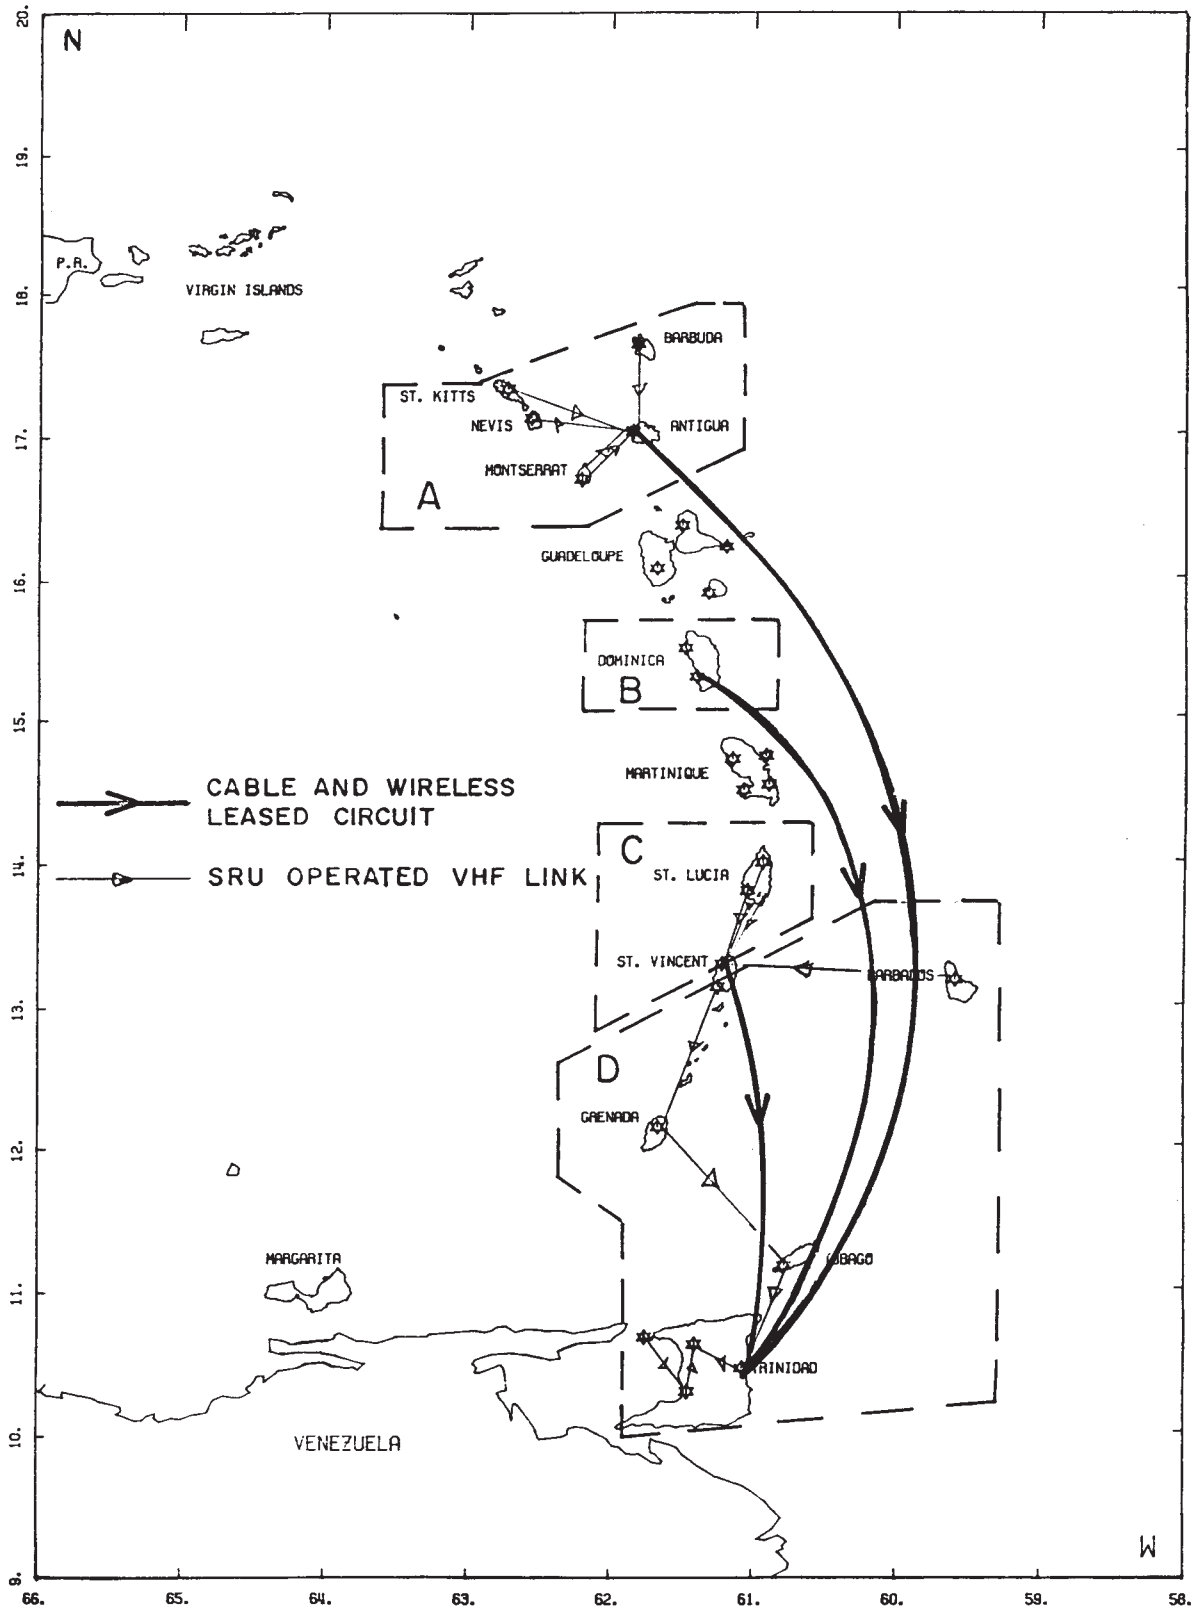 20.
N
19.
P.R.
VIRGIN ISLANDS
18.
BARBUDA
ST. KITTS
NEVIS
ANTIGUA
17.
MONTSERRAT
A
GUADELOUPE
16.
DOMINICA
B
15.
MARTINIQUE
CABLE AND WIRELESS
LEASED CIRCUIT
C
14.
ST. LUCIA
SRU OPERATED VHF LINK
ST. VINCENT
BARBADOS
13.
D
GRENADA
12.
MARGARITA
OBAGO
11.
TRINIDAD
10.
VENEZUELA
W
9.
66. 65. 64. 63. 62. 61. 60. 59. 58.